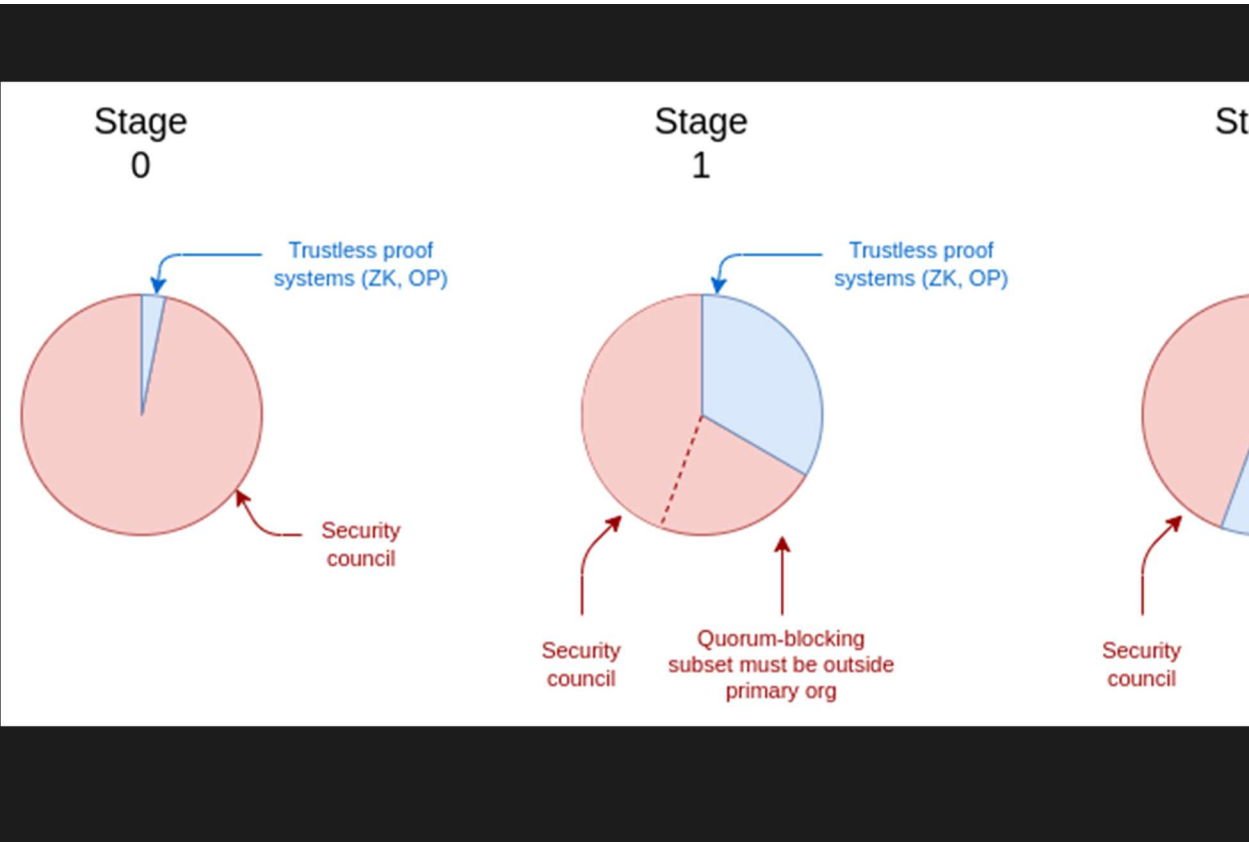 Stage
0
Trustless proof
systems (ZK, OP)
Security
council
Stage
1
Trustless proof
systems (ZK, OP)
Security
council
Quorum-blocking
subset must be outside
primary org
St
Security
council